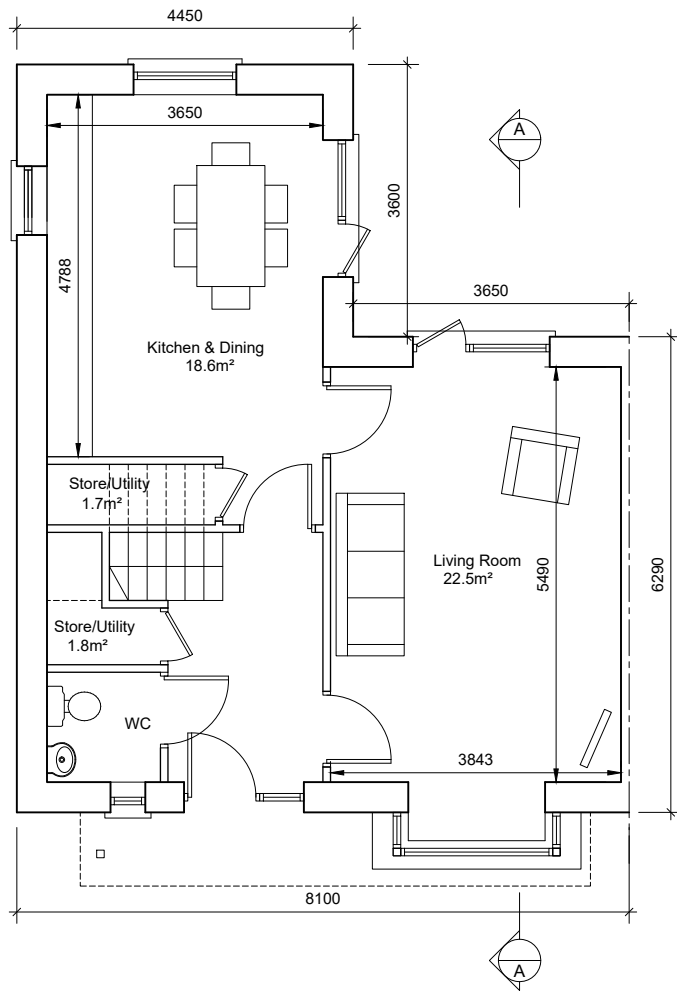 4450
A
3650
3600
4788
3650
Kitchen & Dining
18.6m²
Store/Utility
1.7m²
Living Room
22.5m²
5490
6290
Store/Utility
1.8m²
WC
3843
8100
A